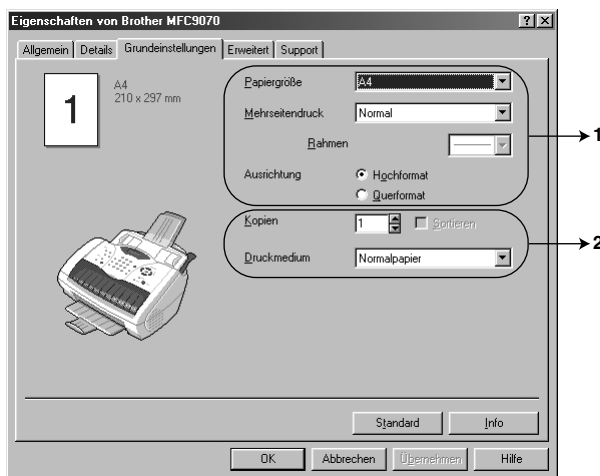 Eigenschaften von Brother MFC9070
Allgemein Details Grundeinstellungen Erweitert Support
1
A4
210 x 297 mm
Papiergröße A4
Mehrseitendruck Normal
Rahmen
Ausrichtung Hochformat
Querformat
1
Kopien 1 Sortieren
Druckmedium Normalpapier
2
Standard Info
OK Abbrechen Übernehmen Hilfe